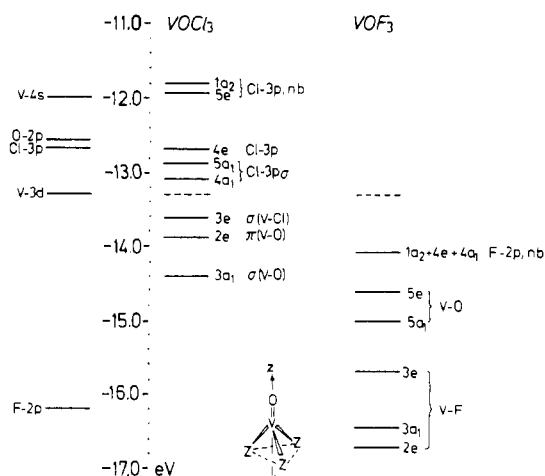 -11.0 VOCl₃ VOF₃
1a₂
5e } Cl-3p, nb
V-4s -12.0
O-2p
Cl-3p
4e Cl-3p
5a₁
4a₁ } Cl-3pσ
-13.0
V-3d
3e σ(V-Cl)
2e π(V-O)
-14.0 1a₂+4e+4a₁ F-2p, nb
3a₁ σ(V-O)
5e
5a₁ } V-O
-15.0
3e
3a₁
2e } V-F
-16.0
F-2p
-17.0 eV
z
O
V
Z Z
Z